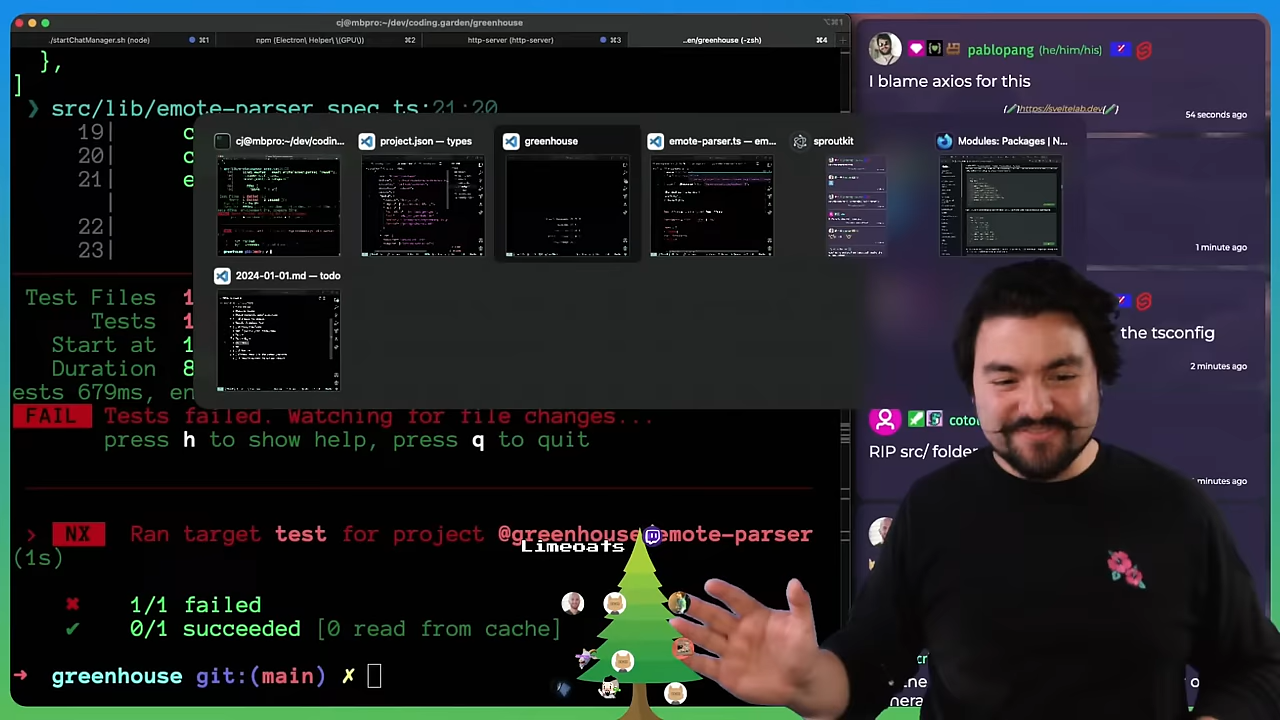 cj@mbpro:~/dev/coding.garden/greenhouse
⌥⌘1
./startChatManager.sh (node) ⌘1 npm (Electron\ Helper\ \(GPU\)) ⌘2 http-server (http-server) ⌘3 ..en/greenhouse (-zsh) ⌘4
},
]
❯ src/lib/emote-parser.spec.ts:21:20
19| c
20| c
21| e
|
22|
23|
cj@mbpro:~/dev/codin...
project.json — types
greenhouse
emote-parser.ts — em...
sproutkit
Modules: Packages | N...
2024-01-01.md — todo
Test Files 1
Tests 1
Start at 1
Duration 8
ests 679ms, en
FAIL Tests failed. Watching for file changes...
press h to show help, press q to quit
> NX Ran target test for project @greenhouse emote-parser
(1s)
✖ 1/1 failed
✔ 0/1 succeeded [0 read from cache]
➜ greenhouse git:(main) ✗
Limeoats
pablopang (he/him/his)
I blame axios for this
https://sveltelab.dev
54 seconds ago
1 minute ago
the tsconfig
2 minutes ago
coto
RIP src/ folder
minutes ago